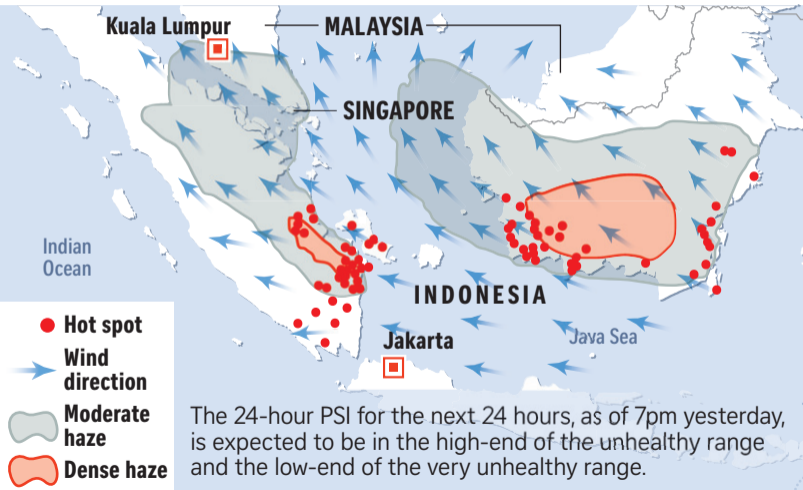 Kuala Lumpur
MALAYSIA
SINGAPORE
Indian
Ocean
INDONESIA
Hot spot
Jakarta
Java Sea
Wind
direction
Moderate
haze
Dense haze
The 24-hour PSI for the next 24 hours, as of 7pm yesterday,
is expected to be in the high-end of the unhealthy range
and the low-end of the very unhealthy range.